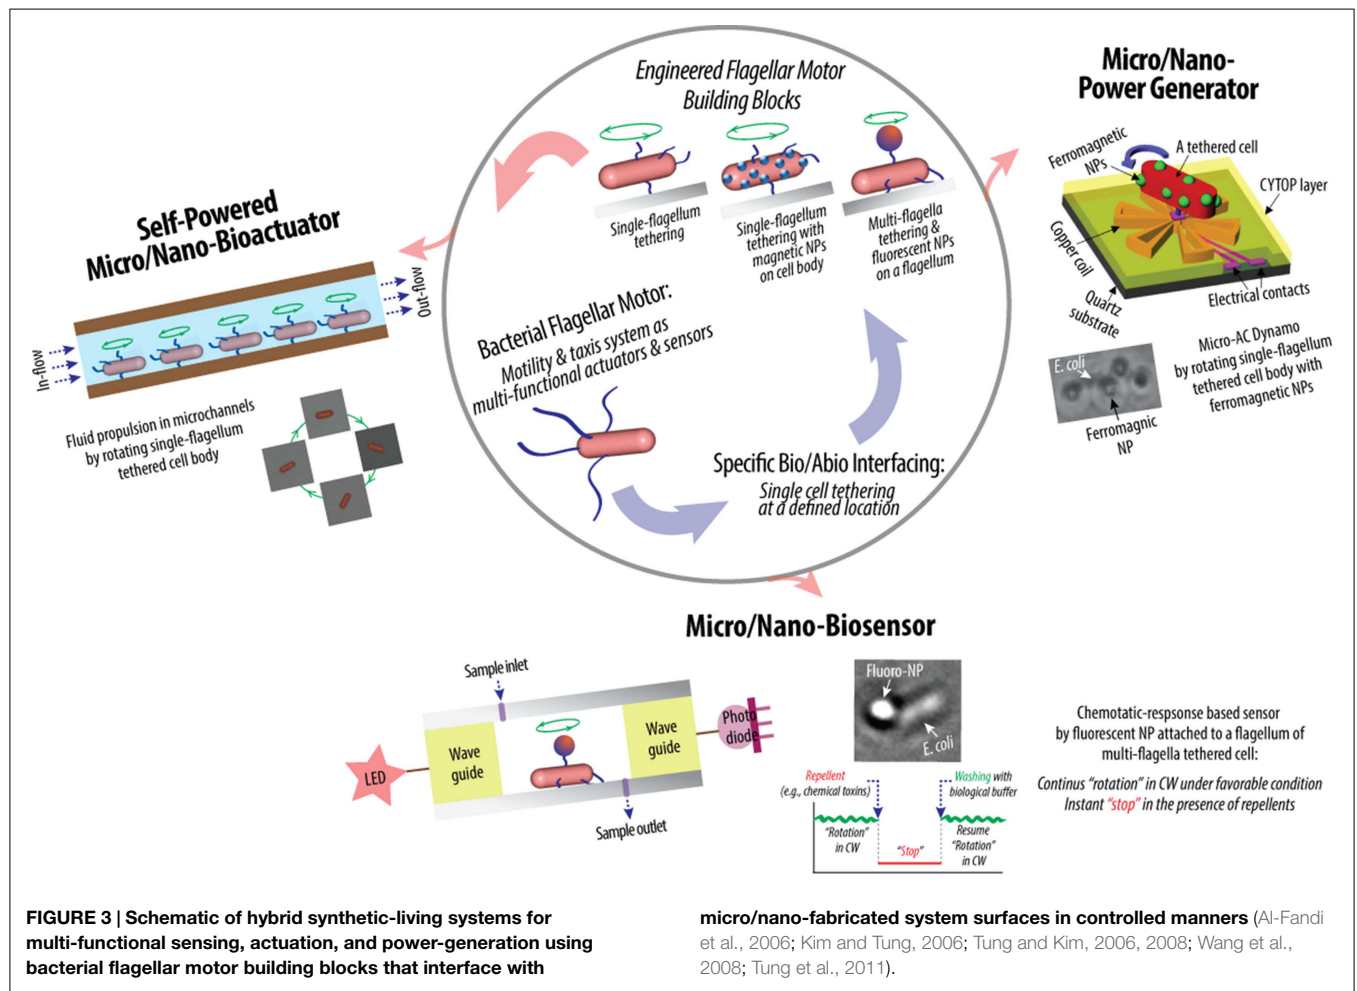 Engineered Flagellar Motor
Building Blocks
Single-flagellum
tethering
Single-flagellum
tethering with
magnetic NPs
on cell body
Multi-flagella
tethering &
fluorescent NPs
on a flagellum
Bacterial Flagellar Motor:
Motility & taxis system as
multi-functional actuators & sensors
Specific Bio/Abio Interfacing:
Single cell tethering
at a defined location
Self-Powered
Micro/Nano-Bioactuator
In-flow
Out-flow
Fluid propulsion in microchannels
by rotating single-flagellum
tethered cell body
Micro/Nano-
Power Generator
Ferromagnetic
NPs
A tethered cell
CYTOP layer
Copper coil
Quartz
substrate
Electrical contacts
E. coli
Ferromagnic
NP
Micro-AC Dynamo
by rotating single-flagellum
tethered cell body with
ferromagnetic NPs
Micro/Nano-Biosensor
Sample inlet
LED
Wave
guide
Wave
guide
Photo
diode
Sample outlet
Fluoro-NP
E. coli
Repellent
(e.g., chemical toxins)
Washing with
biological buffer
"Rotation"
in CW
"Stop"
Resume
"Rotation"
in CW
Chemotatic-respsonse based sensor
by fluorescent NP attached to a flagellum of
multi-flagella tethered cell:
Continus "rotation" in CW under favorable condition
Instant "stop" in the presence of repellents
FIGURE 3 | Schematic of hybrid synthetic-living systems for
multi-functional sensing, actuation, and power-generation using
bacterial flagellar motor building blocks that interface with
micro/nano-fabricated system surfaces in controlled manners (Al-Fandi
et al., 2006; Kim and Tung, 2006; Tung and Kim, 2006, 2008; Wang et al.,
2008; Tung et al., 2011).